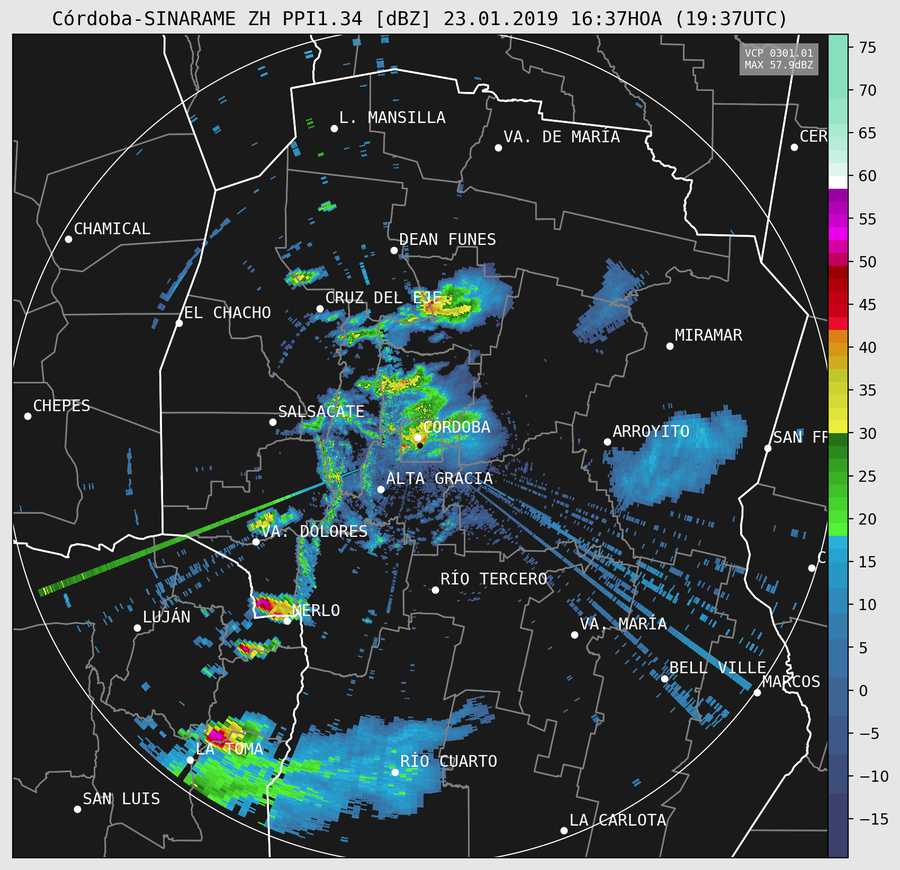 Córdoba-SINARAME ZH PPI1.34 [dBZ] 23.01.2019 16:37HOA (19:37UTC)
VCP 0301.01
MAX 57.9dBZ
L. MANSILLA
VA. DE MARÍA
CER
CHAMICAL
DEAN FUNES
CRUZ DEL EJE
EL CHACHO
MIRAMAR
CHEPES
SALSACATE
CÓRDOBA
ARROYITO
SAN FR
ALTA GRACIA
VA. DOLORES
C
RÍO TERCERO
MERLO
LUJÁN
VA. MARÍA
BELL VILLE
MARCOS
LA TOMA
RÍO CUARTO
SAN LUIS
LA CARLOTA
75
70
65
60
55
50
45
40
35
30
25
20
15
10
5
0
−5
−10
−15